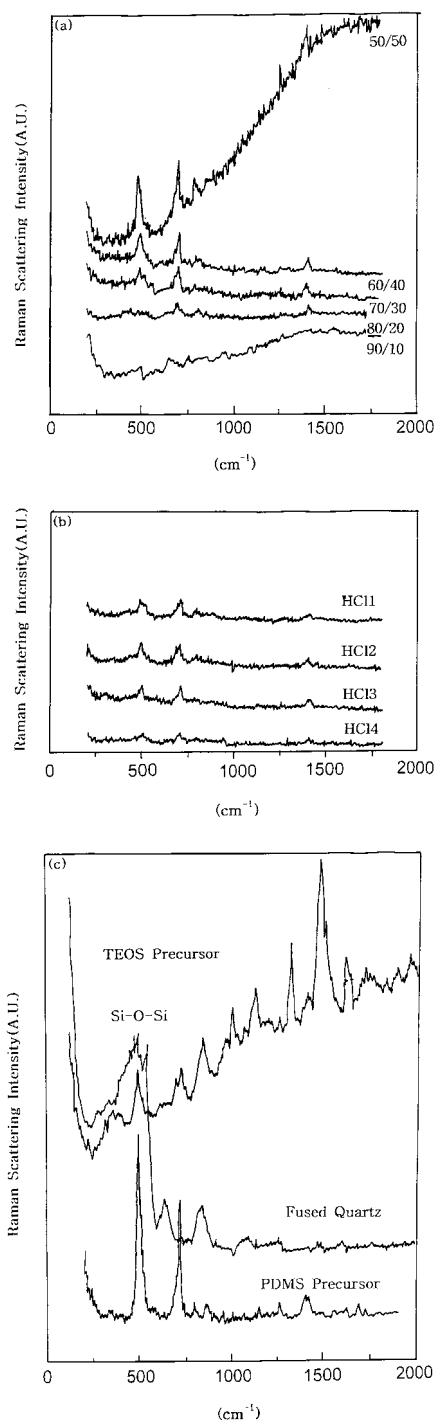 (a)
50/50
60/40
70/30
80/20
90/10
Raman Scattering Intensity(A.U.)
0 500 1000 1500 2000
(cm⁻¹)
(b)
HCl1
HCl2
HCl3
HCl4
Raman Scattering Intensity(A.U.)
0 500 1000 1500 2000
(cm⁻¹)
(c)
TEOS Precursor
Si-O-Si
Fused Quartz
PDMS Precursor
Raman Scattering Intensity(A.U.)
0 500 1000 1500 2000
(cm⁻¹)